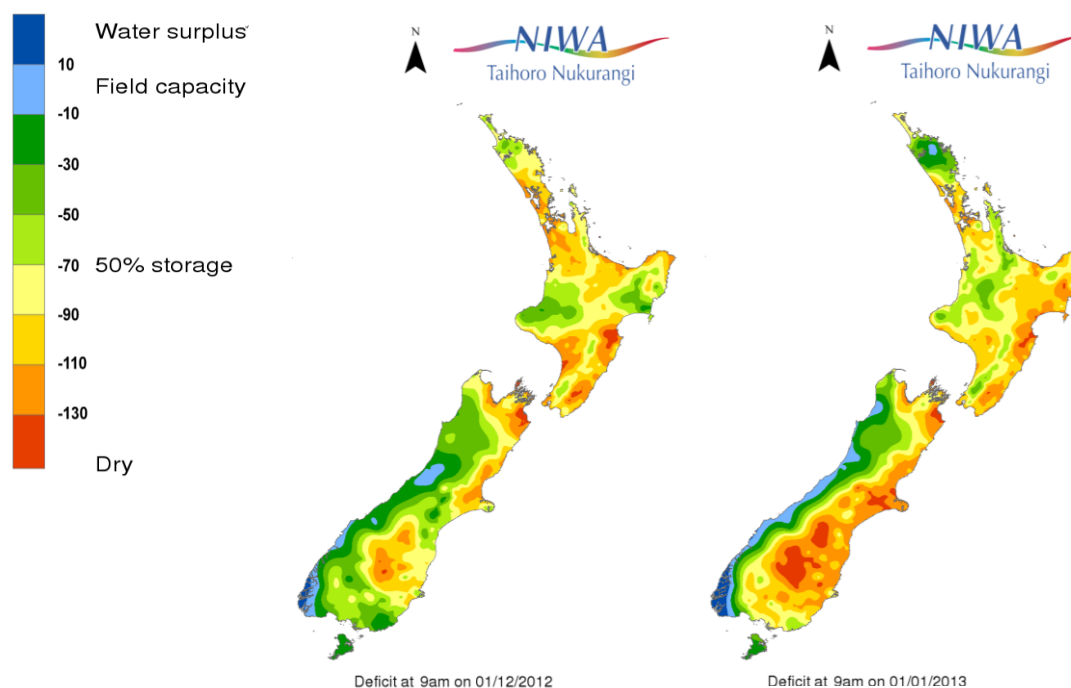 Water surplus
10
Field capacity
-10
-30
-50
-70
50% storage
-90
-110
-130
Dry
N
NIWA
Taihoro Nukurangi
Deficit at 9am on 01/12/2012
N
NIWA
Taihoro Nukurangi
Deficit at 9am on 01/01/2013